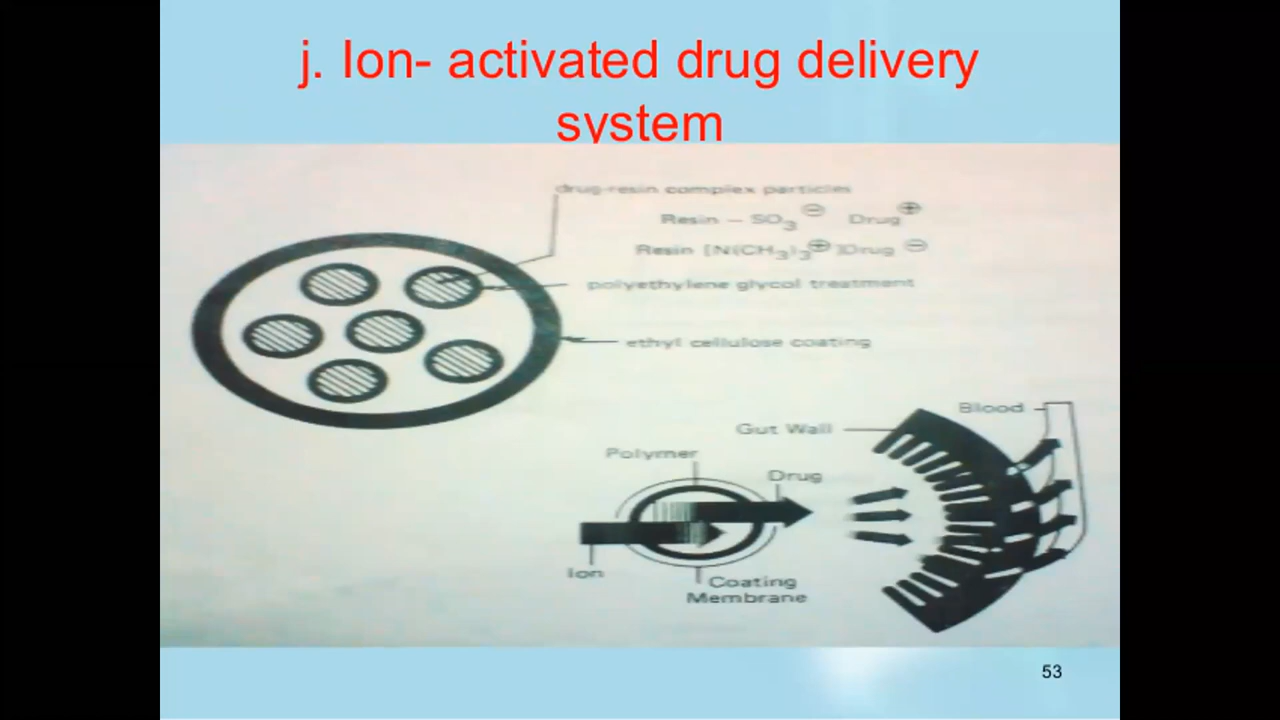 j. Ion- activated drug delivery
system
drug-resin complex particles
Resin – SO₃ ⊖ Drug ⊕
Resin [N(CH₃)₃ ⊕ ]Drug ⊖
polyethylene glycol treatment
ethyl cellulose coating
Blood
Gut Wall
Polymer
Drug
Ion
Coating
Membrane
53